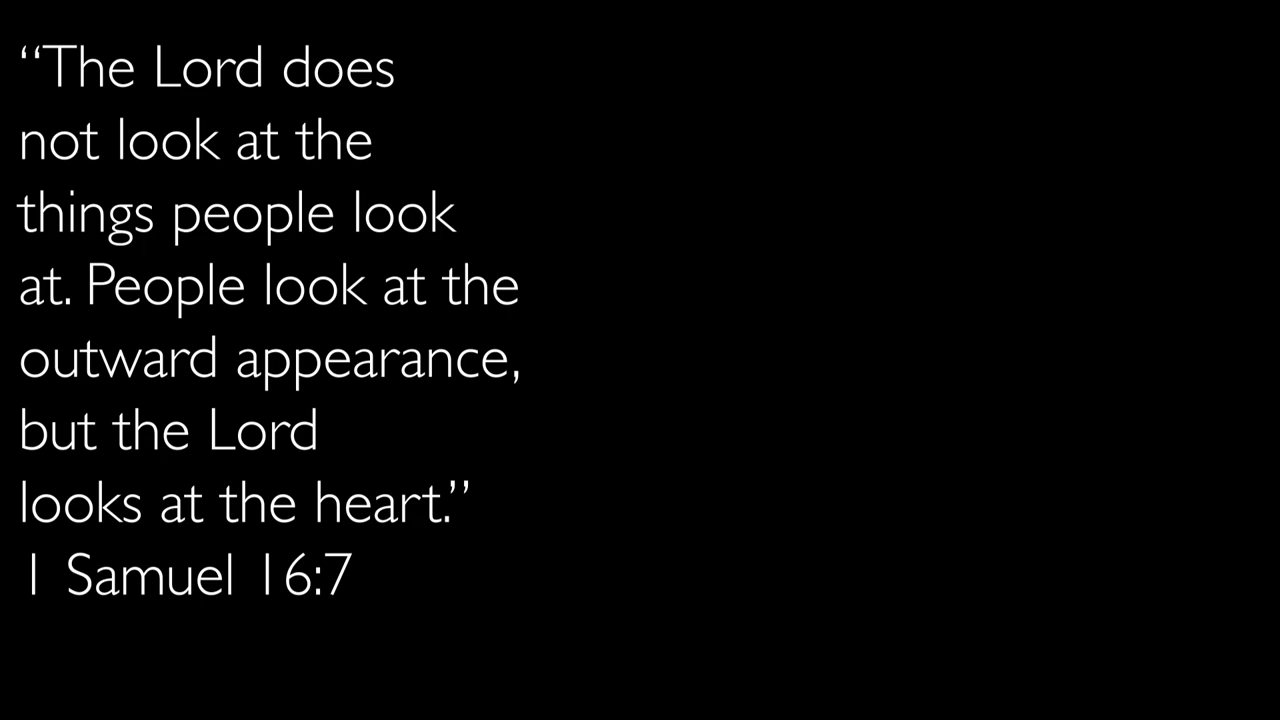 “The Lord does
not look at the
things people look
at. People look at the
outward appearance,
but the Lord
looks at the heart.”
1 Samuel 16:7